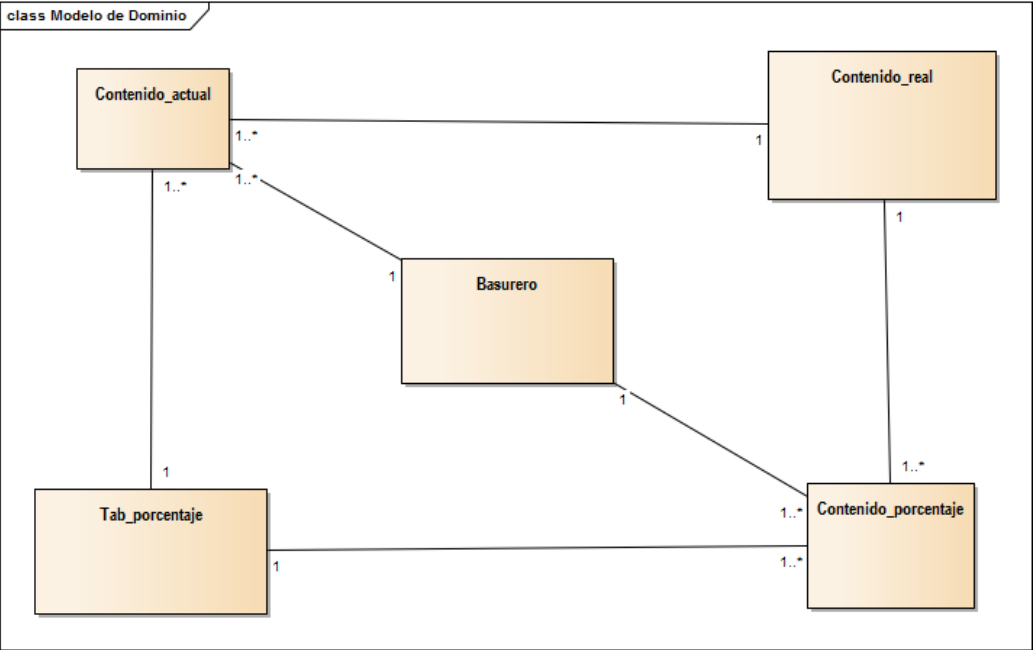 class Modelo de Dominio
Contenido_actual
Contenido_real
1..*
1
1..*
1..*
1
1
Basurero
1
1
1..*
Tab_porcentaje
Contenido_porcentaje
1..*
1
1..*